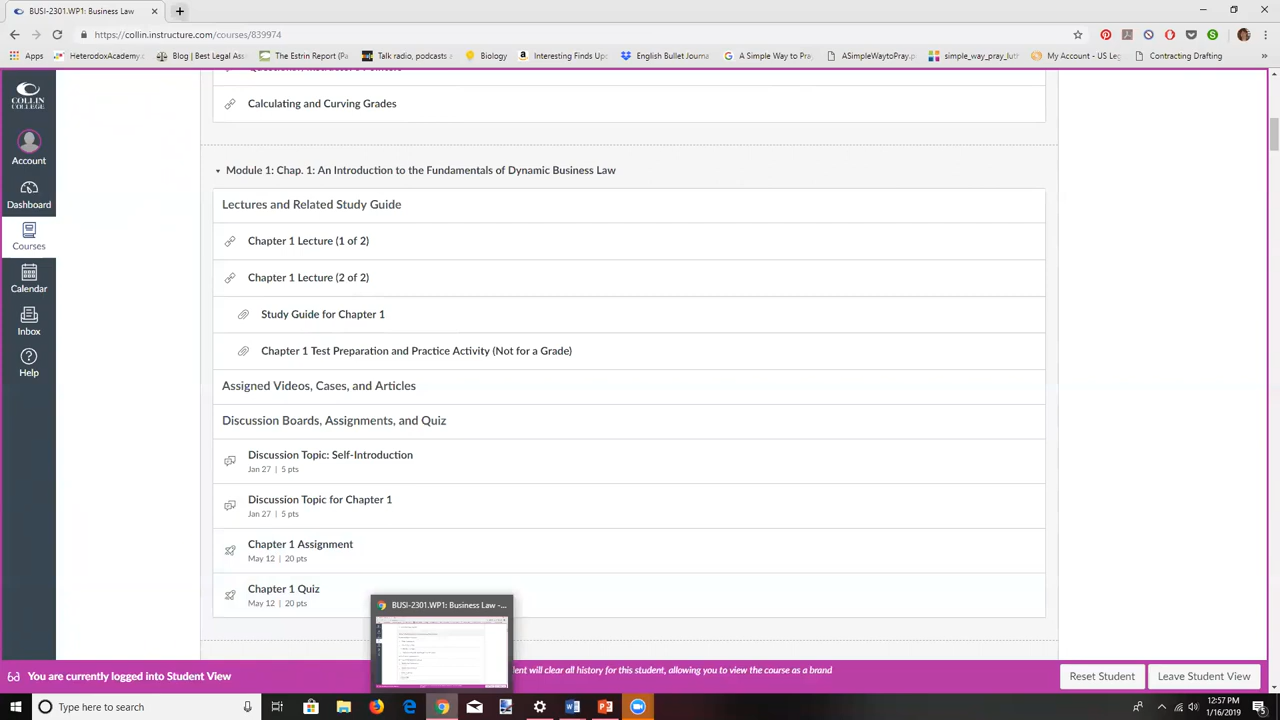 BUSI-2301.WP1: Business Law
https://collin.instructure.com/courses/839974
Apps
HeterodoxAcademy.c
Blog | Best Legal Ass
The Estrin Report (Pa
Talk radio, podcasts
Biology
Interesting Finds Upd
English Bullet Journa
A Simple Way to Pray
ASimpleWaytoPray.p
simple_way_pray_luth
My Account — US Leg
Contracting Drafting
»
COLLIN
COLLEGE
Account
Dashboard
Courses
Calendar
Inbox
Help
Calculating and Curving Grades
Module 1: Chap. 1: An Introduction to the Fundamentals of Dynamic Business Law
Lectures and Related Study Guide
Chapter 1 Lecture (1 of 2)
Chapter 1 Lecture (2 of 2)
Study Guide for Chapter 1
Chapter 1 Test Preparation and Practice Activity (Not for a Grade)
Assigned Videos, Cases, and Articles
Discussion Boards, Assignments, and Quiz
Discussion Topic: Self-Introduction
Jan 27 | 5 pts
Discussion Topic for Chapter 1
Jan 27 | 5 pts
Chapter 1 Assignment
May 12 | 20 pts
Chapter 1 Quiz
May 12 | 20 pts
BUSI-2301.WP1: Business Law -...
You are currently logged into Student View
ent will clear all history for this student, allowing you to view the course as a brand
Reset Student
Leave Student View
Type here to search
12:57 PM
1/16/2019